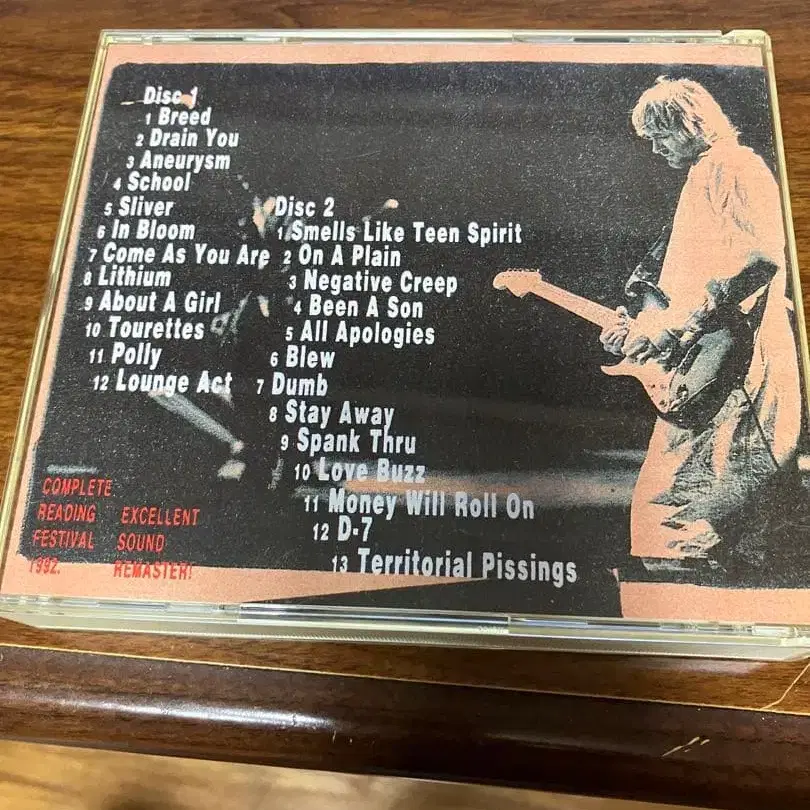 Disc 1
1 Breed
2 Drain You
3 Aneurysm
4 School
5 Sliver
6 In Bloom
7 Come As You Are
8 Lithium
9 About A Girl
10 Tourettes
11 Polly
12 Lounge Act
Disc 2
1 Smells Like Teen Spirit
2 On A Plain
3 Negative Creep
4 Been A Son
5 All Apologies
6 Blew
7 Dumb
8 Stay Away
9 Spank Thru
10 Love Buzz
11 Money Will Roll On
12 D-7
13 Territorial Pissings
COMPLETE
READING
FESTIVAL
1992.
EXCELLENT
SOUND
REMASTER!